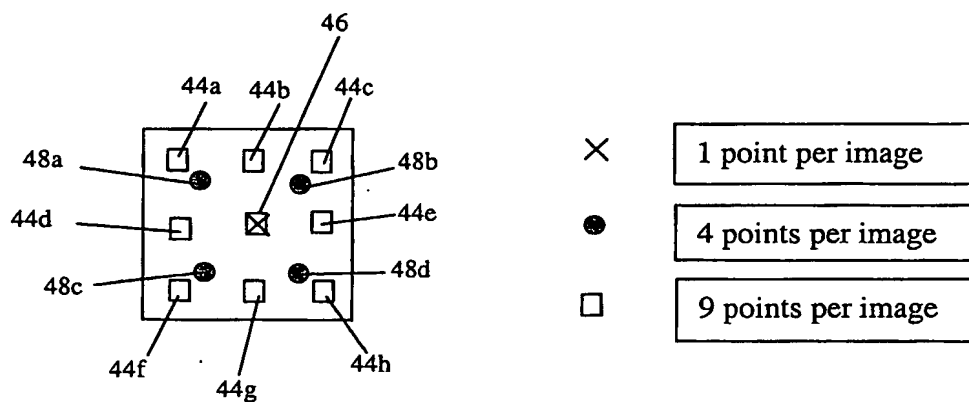 46
44a
44b
44c
48a
48b
44d
44e
48c
48d
44f
44g
44h
1 point per image
4 points per image
9 points per image